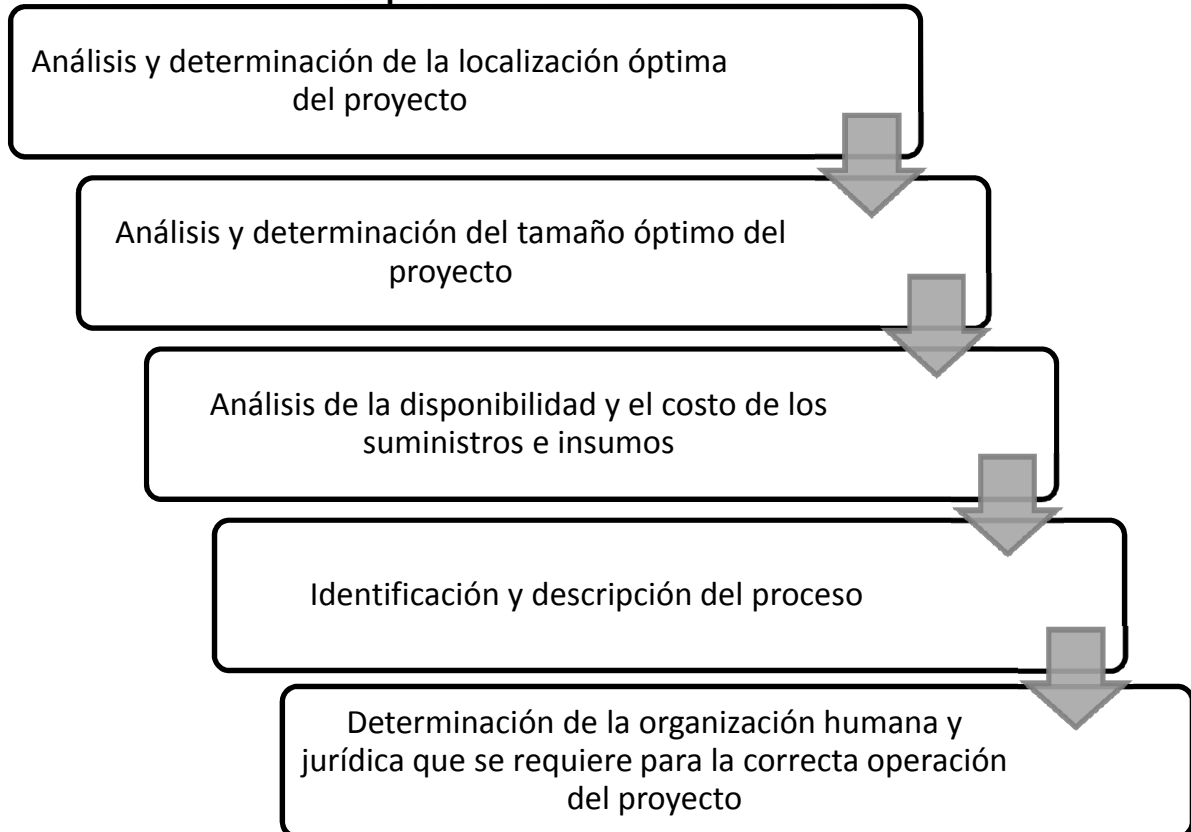 Análisis y determinación de la localización óptima
del proyecto
Análisis y determinación del tamaño óptimo del
proyecto
Análisis de la disponibilidad y el costo de los
suministros e insumos
Identificación y descripción del proceso
Determinación de la organización humana y
jurídica que se requiere para la correcta operación
del proyecto